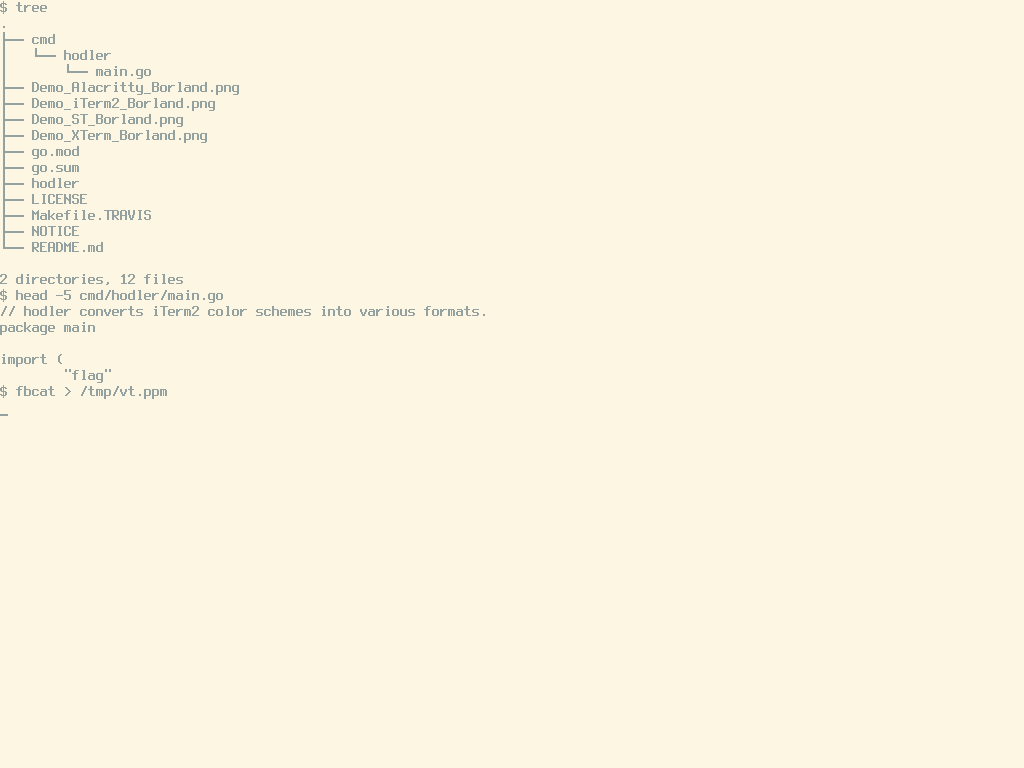 $ tree
.
├── cmd
│   └── hodler
│       └── main.go
├── Demo_Alacritty_Borland.png
├── Demo_iTerm2_Borland.png
├── Demo_ST_Borland.png
├── Demo_XTerm_Borland.png
├── go.mod
├── go.sum
├── hodler
├── LICENSE
├── Makefile.TRAVIS
├── NOTICE
└── README.md

2 directories, 12 files
$ head -5 cmd/hodler/main.go
// hodler converts iTerm2 color schemes into various formats.
package main

import (
        "flag"
$ fbcat > /tmp/vt.ppm